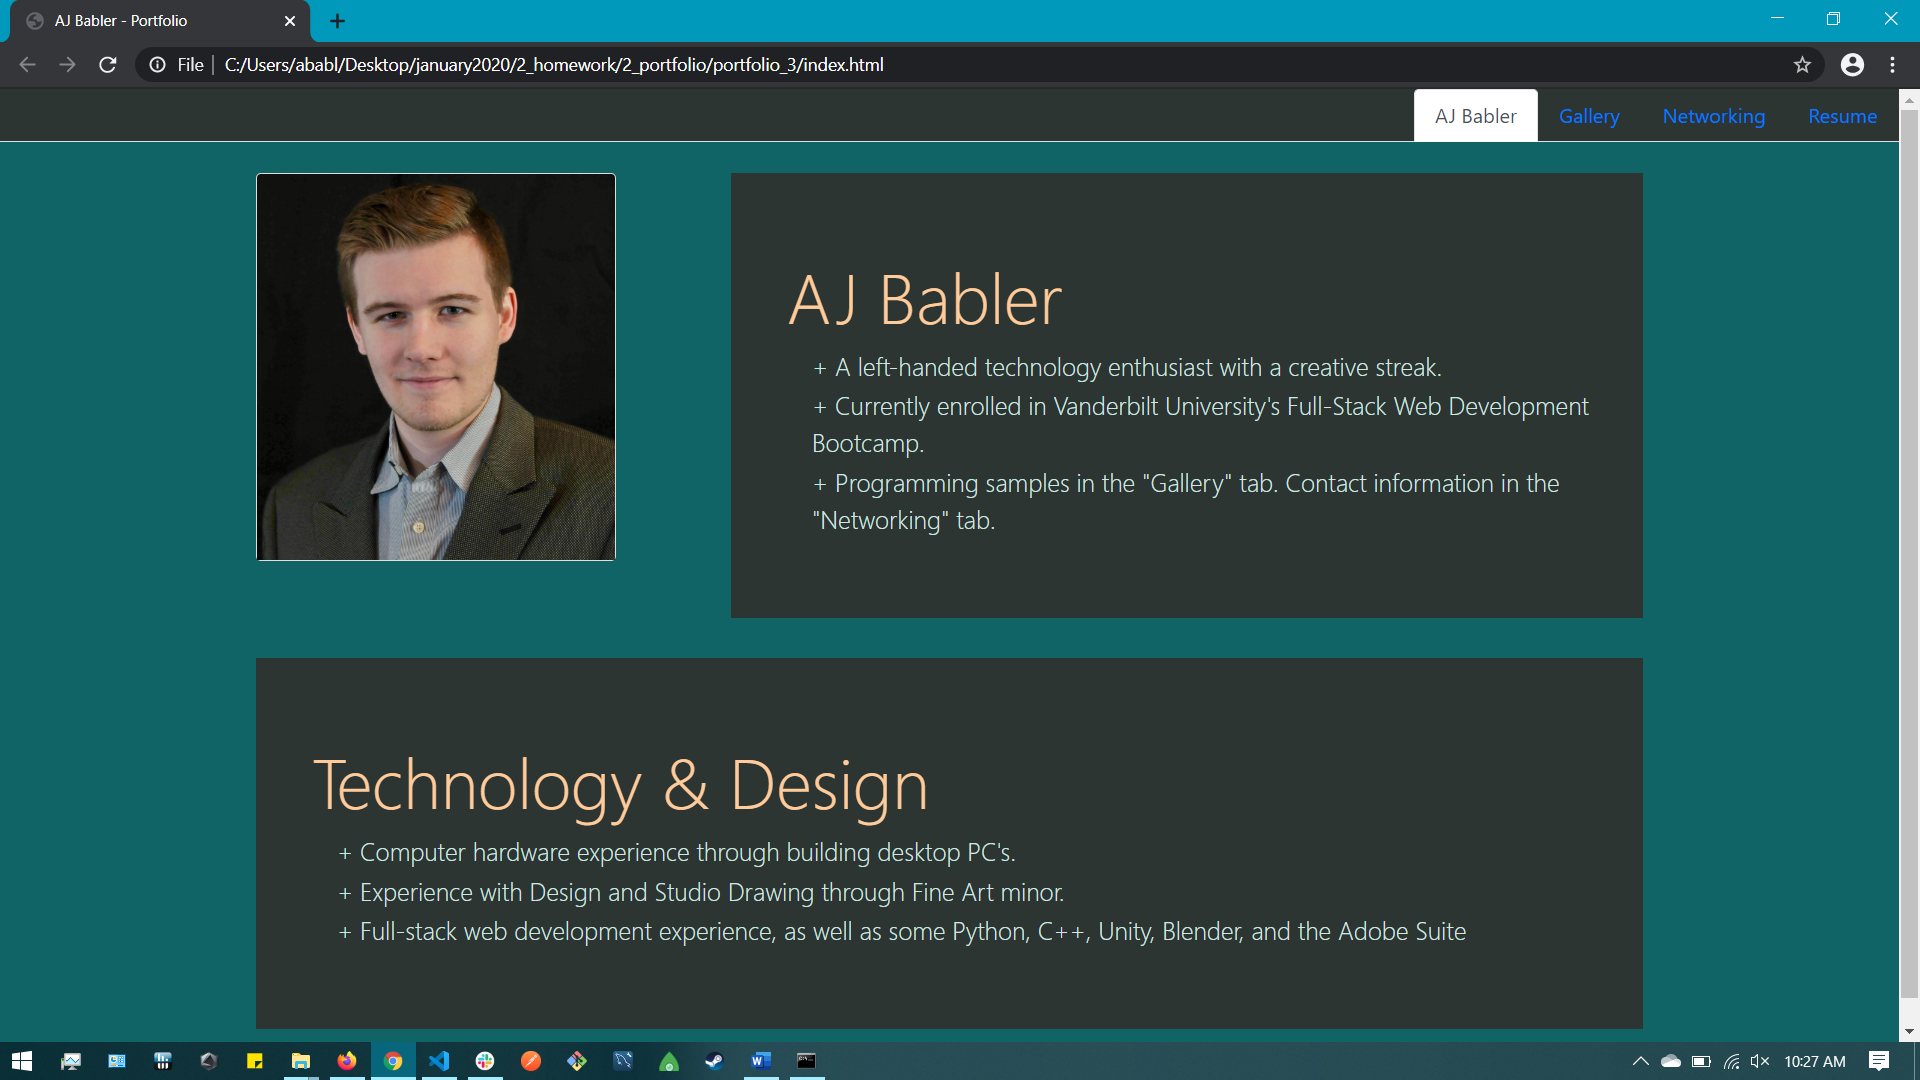 AJ Babler - Portfolio
File | C:/Users/ababl/Desktop/january2020/2_homework/2_portfolio/portfolio_3/index.html
AJ Babler Gallery Networking Resume
AJ Babler
+ A left-handed technology enthusiast with a creative streak.
+ Currently enrolled in Vanderbilt University's Full-Stack Web Development
Bootcamp.
+ Programming samples in the "Gallery" tab. Contact information in the
"Networking" tab.
Technology & Design
+ Computer hardware experience through building desktop PC's.
+ Experience with Design and Studio Drawing through Fine Art minor.
+ Full-stack web development experience, as well as some Python, C++, Unity, Blender, and the Adobe Suite
10:27 AM